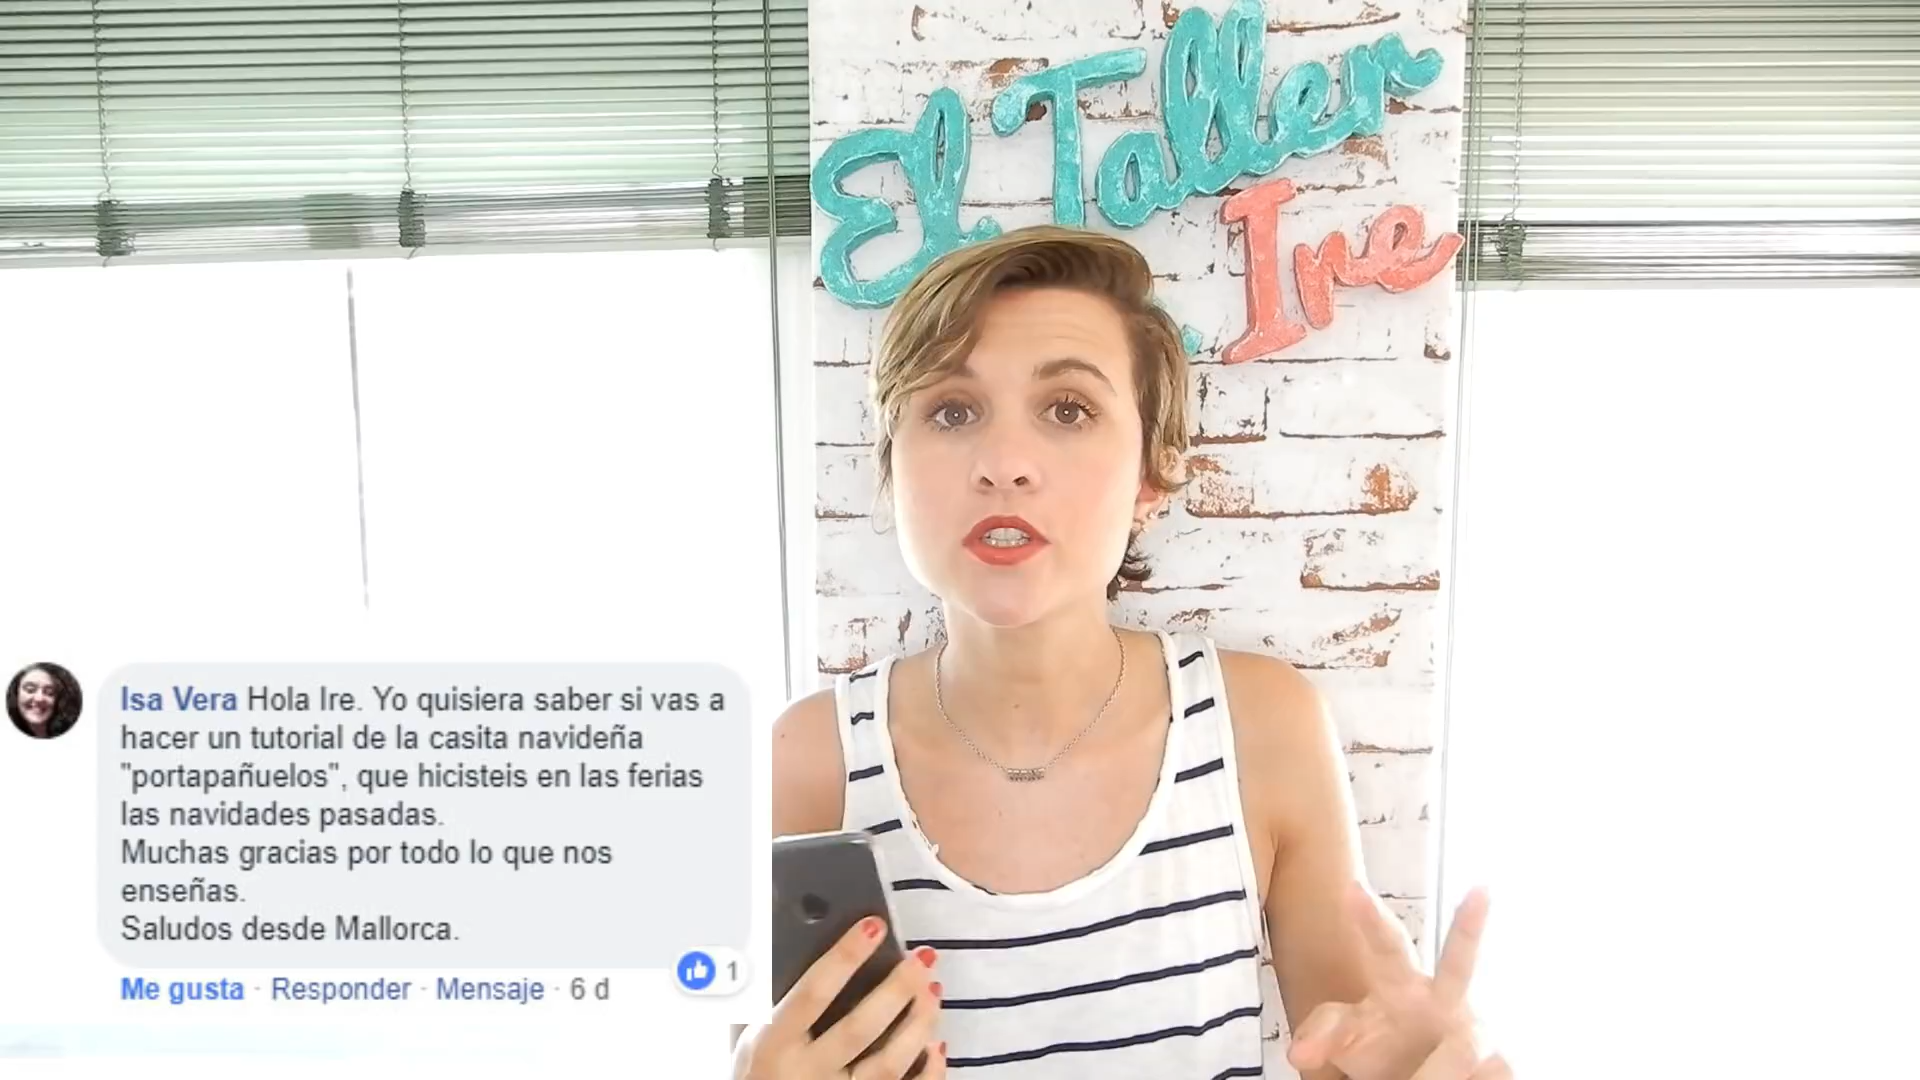 El Taller
Ire
Isa Vera Hola Ire. Yo quisiera saber si vas a
hacer un tutorial de la casita navideña
"portapañuelos", que hicisteis en las ferias
las navidades pasadas.
Muchas gracias por todo lo que nos
enseñas.
Saludos desde Mallorca.
1
Me gusta · Responder · Mensaje · 6 d